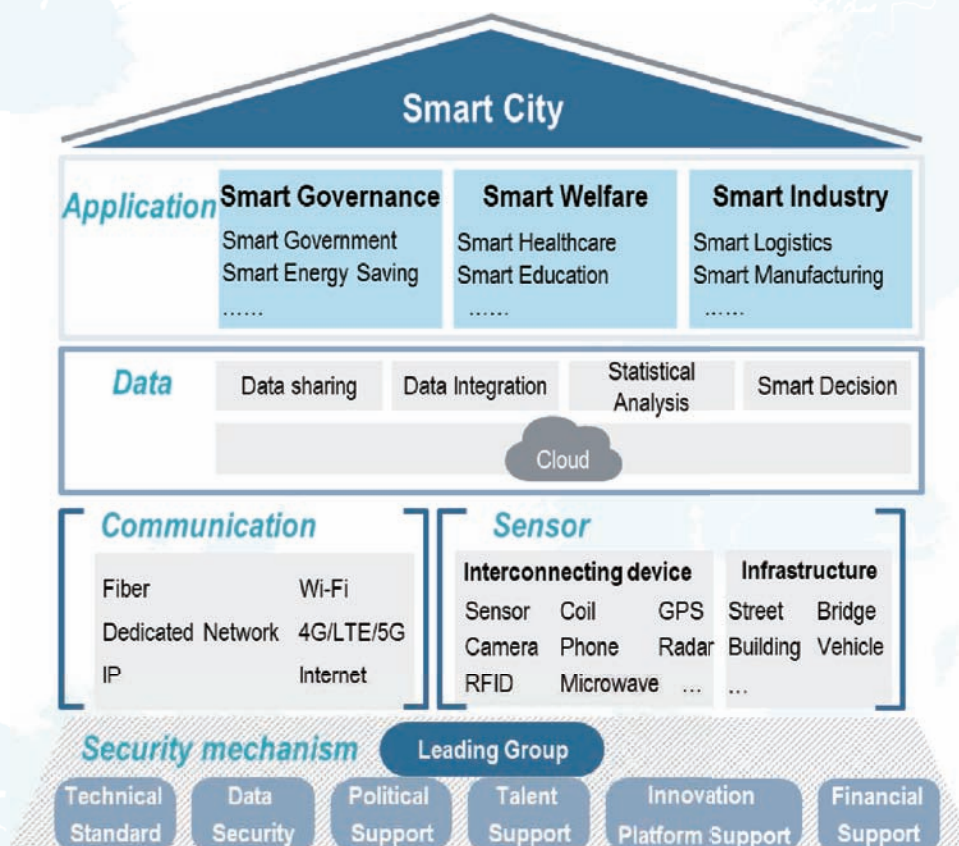 Smart City
Application
Smart Governance
Smart Government
Smart Energy Saving
......
Smart Welfare
Smart Healthcare
Smart Education
......
Smart Industry
Smart Logistics
Smart Manufacturing
......
Data
Data sharing
Data Integration
Statistical
Analysis
Smart Decision
Cloud
Communication
Fiber Wi-Fi
Dedicated Network 4G/LTE/5G
IP Internet
Sensor
Interconnecting device
Sensor Coil GPS
Camera Phone Radar
RFID Microwave ...
Infrastructure
Street Bridge
Building Vehicle
...
Security mechanism
Leading Group
Technical
Standard
Data
Security
Political
Support
Talent
Support
Innovation
Platform Support
Financial
Support